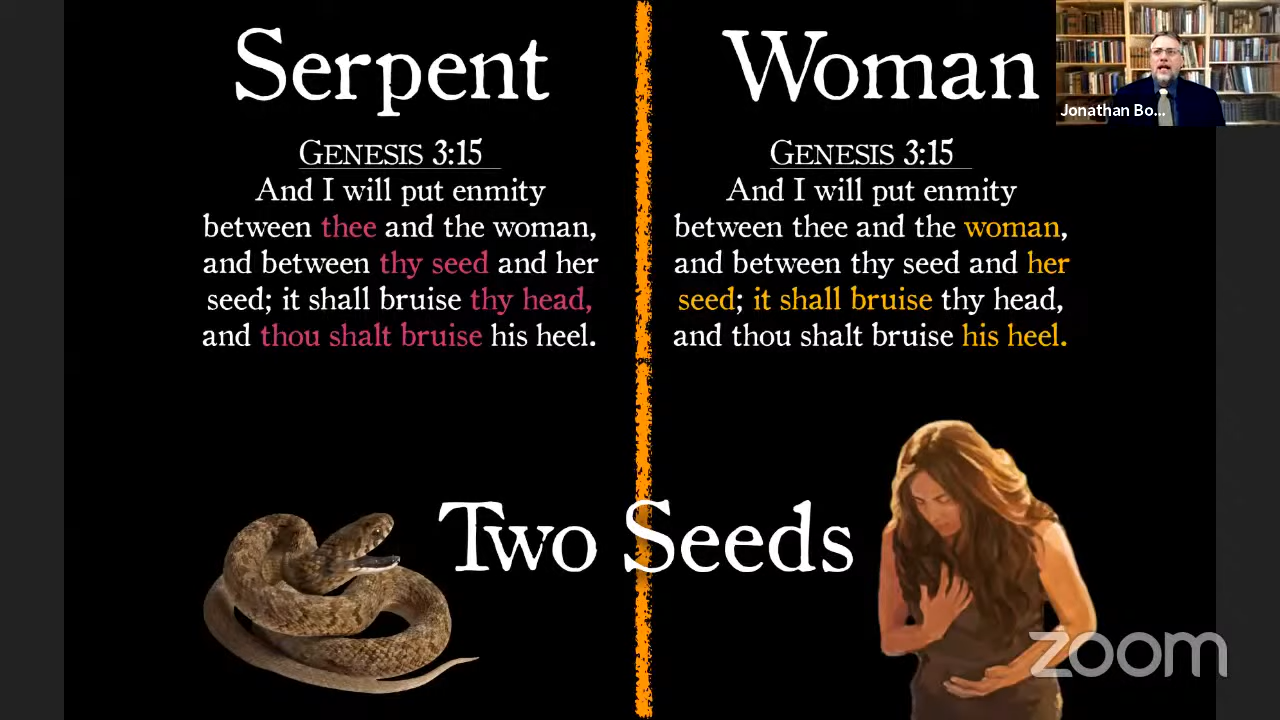 Serpent
GENESIS 3:15
And I will put enmity
between thee and the woman,
and between thy seed and her
seed; it shall bruise thy head,
and thou shalt bruise his heel.
Woman
GENESIS 3:15
And I will put enmity
between thee and the woman,
and between thy seed and her
seed; it shall bruise thy head,
and thou shalt bruise his heel.
Two Seeds
Jonathan Bo...
zoom